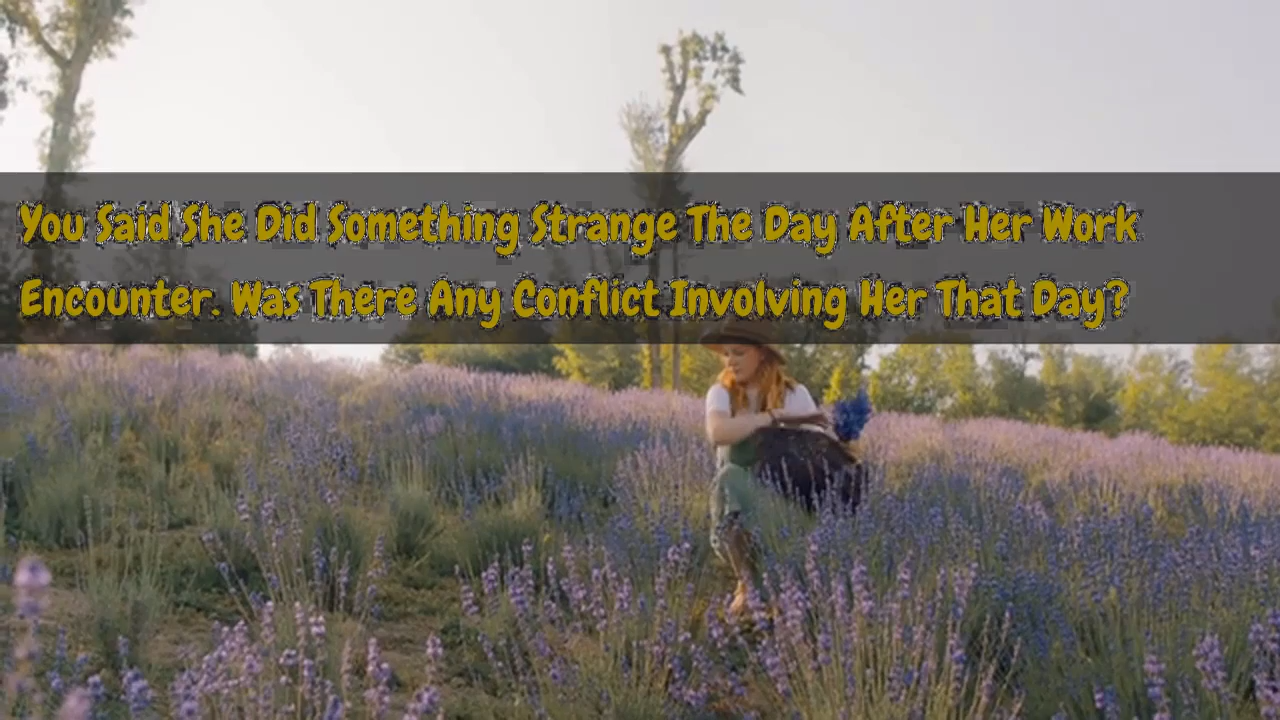 You Said She Did Something Strange The Day After Her Work
Encounter. Was There Any Conflict Involving Her That Day?